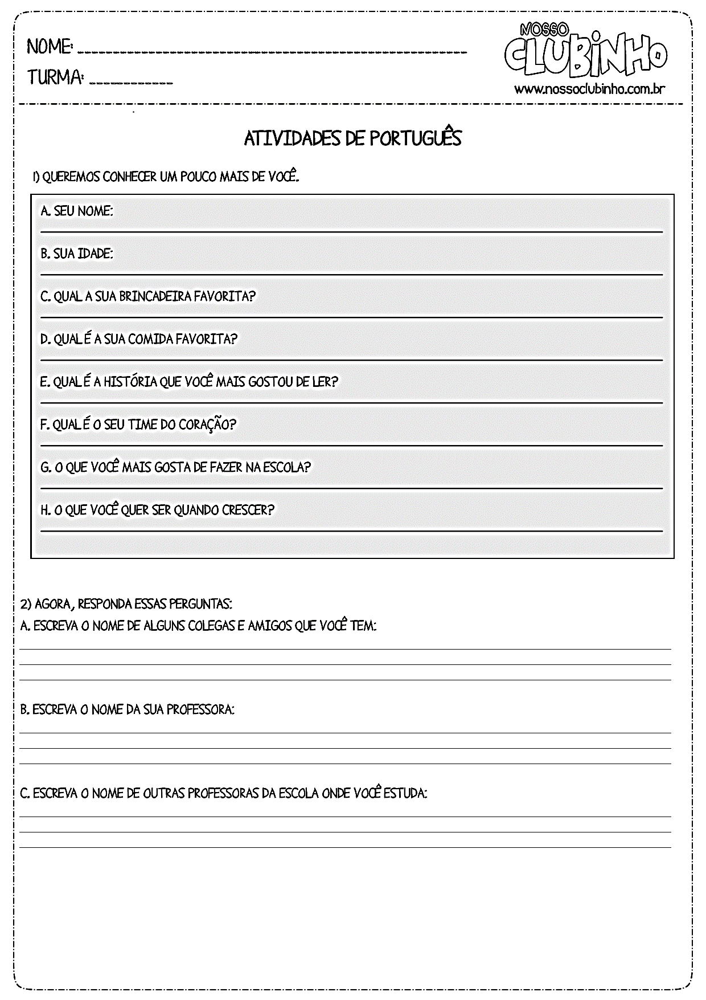 NOSSO
CLUBINHO
NOME: ______________________________________________________
TURMA: ____________
www.nossoclubinho.com.br
ATIVIDADES DE PORTUGUÊS
1) QUEREMOS CONHECER UM POUCO MAIS DE VOCÊ.
A. SEU NOME:
B. SUA IDADE:
C. QUAL A SUA BRINCADEIRA FAVORITA?
D. QUAL É A SUA COMIDA FAVORITA?
E. QUAL É A HISTÓRIA QUE VOCÊ MAIS GOSTOU DE LER?
F. QUAL É O SEU TIME DO CORAÇÃO?
G. O QUE VOCÊ MAIS GOSTA DE FAZER NA ESCOLA?
H. O QUE VOCÊ QUER SER QUANDO CRESCER?
2) AGORA, RESPONDA ESSAS PERGUNTAS:
A. ESCREVA O NOME DE ALGUNS COLEGAS E AMIGOS QUE VOCÊ TEM:
B. ESCREVA O NOME DA SUA PROFESSORA:
C. ESCREVA O NOME DE OUTRAS PROFESSORAS DA ESCOLA ONDE VOCÊ ESTUDA: